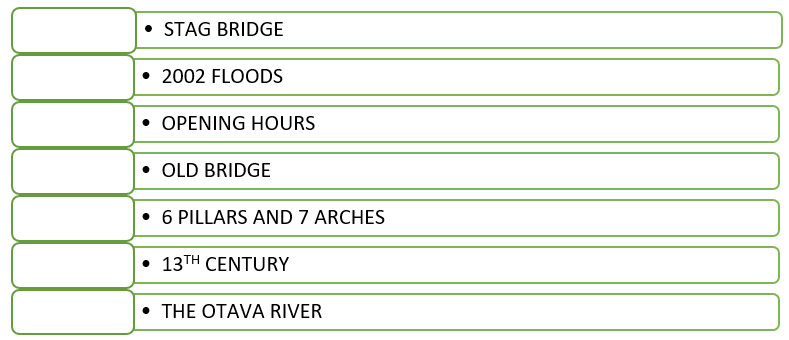 • STAG BRIDGE
• 2002 FLOODS
• OPENING HOURS
• OLD BRIDGE
• 6 PILLARS AND 7 ARCHES
• 13TH CENTURY
• THE OTAVA RIVER